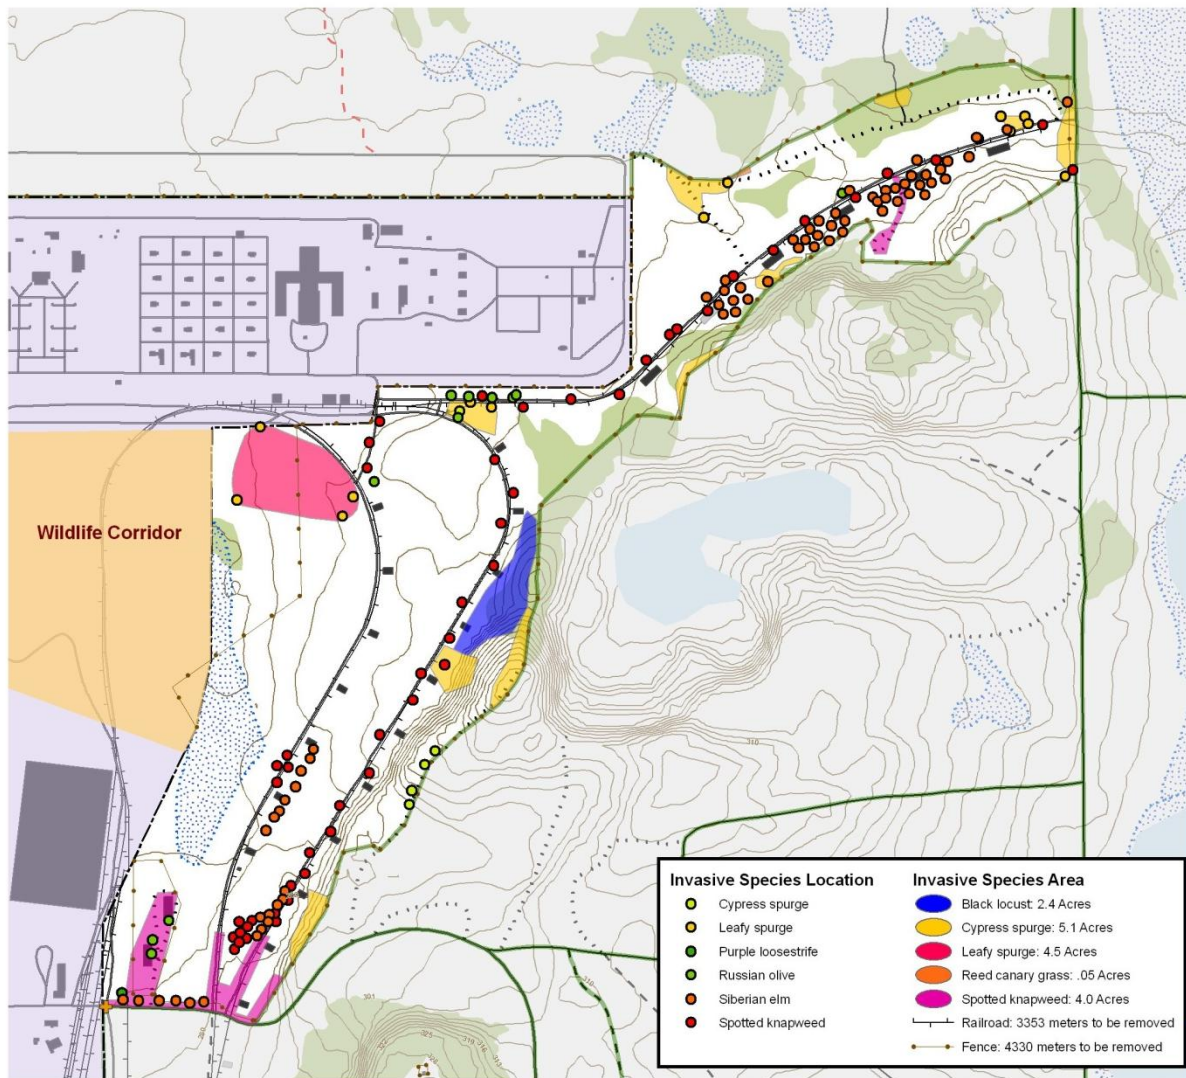 Wildlife Corridor
310
Invasive Species Location
Cypress spurge
Leafy spurge
Purple loosestrife
Russian olive
Siberian elm
Spotted knapweed
Invasive Species Area
Black locust: 2.4 Acres
Cypress spurge: 5.1 Acres
Leafy spurge: 4.5 Acres
Reed canary grass: .05 Acres
Spotted knapweed: 4.0 Acres
Railroad: 3353 meters to be removed
Fence: 4330 meters to be removed
301
325